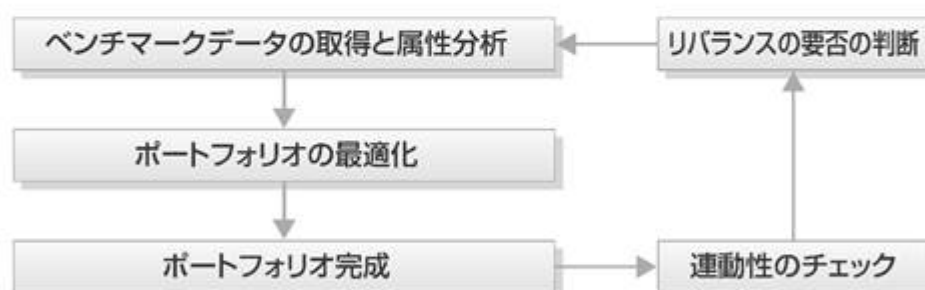 ベンチマークデータの取得と属性分析
リバランスの要否の判断
ポートフォリオの最適化
ポートフォリオ完成
連動性のチェック